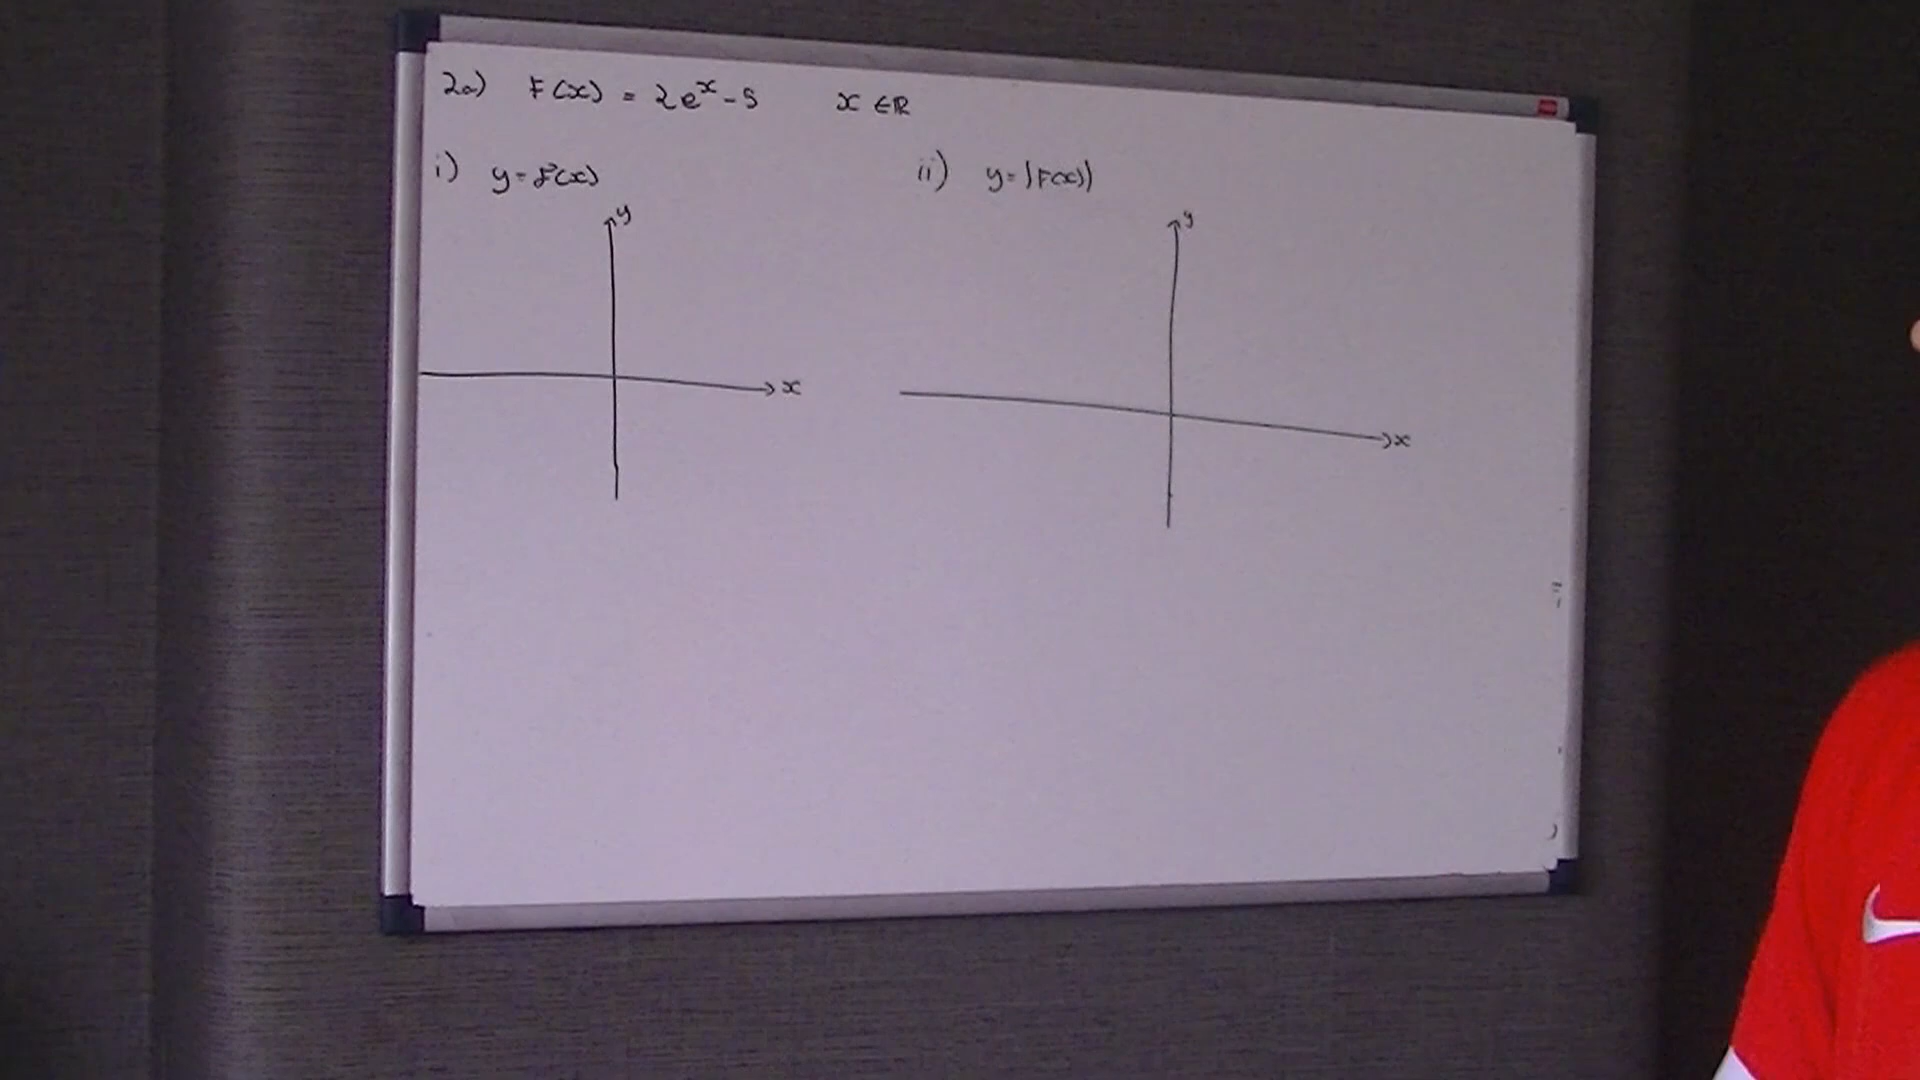 2a) F(x) = 2e^x - 5 x ∈ ℝ
i) y = f(x) ii) y = |F(x)|
y y
x x